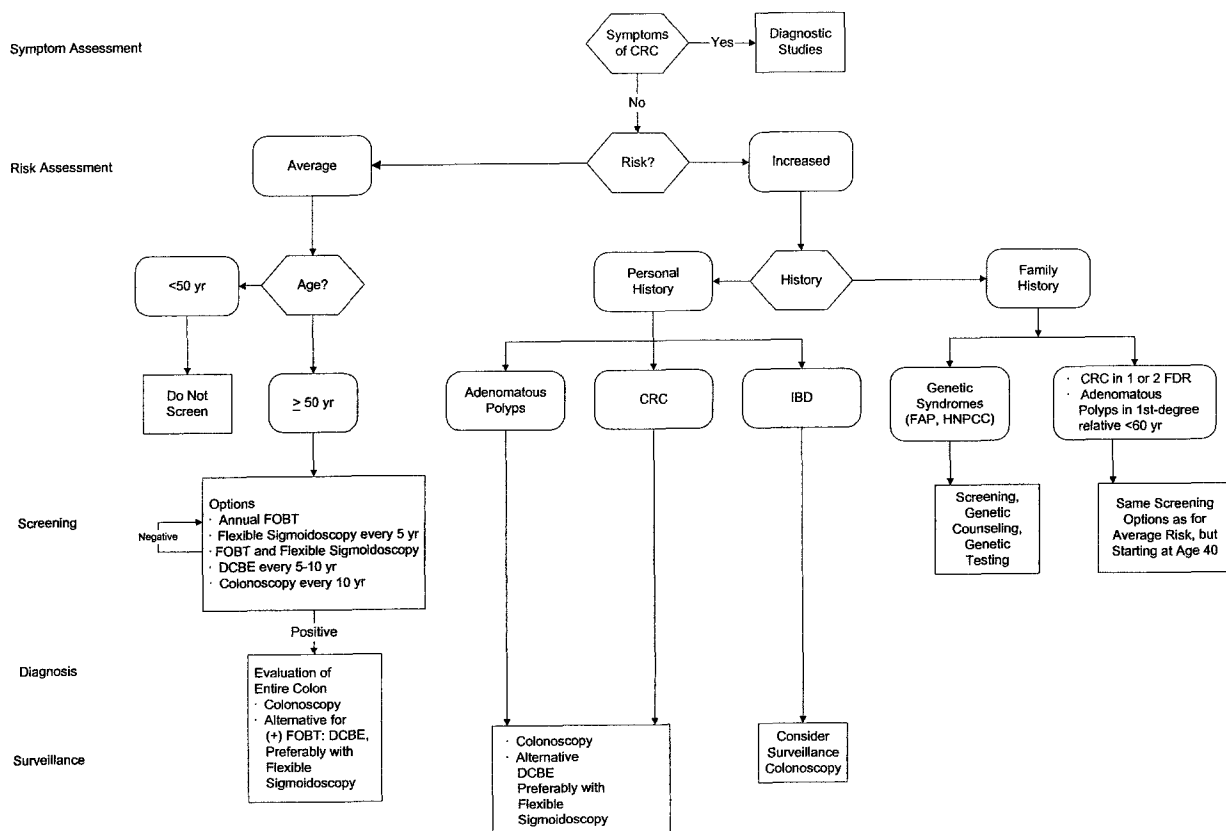 Symptom Assessment
Symptoms
of CRC
Yes
Diagnostic
Studies
No
Risk Assessment
Average
Risk?
Increased
<50 yr
Age?
Personal
History
History
Family
History
Do Not
Screen
≥ 50 yr
Adenomatous
Polyps
CRC
IBD
Genetic
Syndromes
(FAP, HNPCC)
· CRC in 1 or 2 FDR
· Adenomatous
Polyps in 1st-degree
relative <60 yr
Screening
Negative
Options
· Annual FOBT
· Flexible Sigmoidoscopy every 5 yr
· FOBT and Flexible Sigmoidoscopy
· DCBE every 5-10 yr
· Colonoscopy every 10 yr
Screening,
Genetic
Counseling,
Genetic
Testing
Same Screening
Options as for
Average Risk, but
Starting at Age 40
Positive
Diagnosis
Evaluation of
Entire Colon
· Colonoscopy
· Alternative for
(+) FOBT: DCBE,
Preferably with
Flexible
Sigmoidoscopy
Surveillance
· Colonoscopy
· Alternative
DCBE
Preferably with
Flexible
Sigmoidoscopy
Consider
Surveillance
Colonoscopy